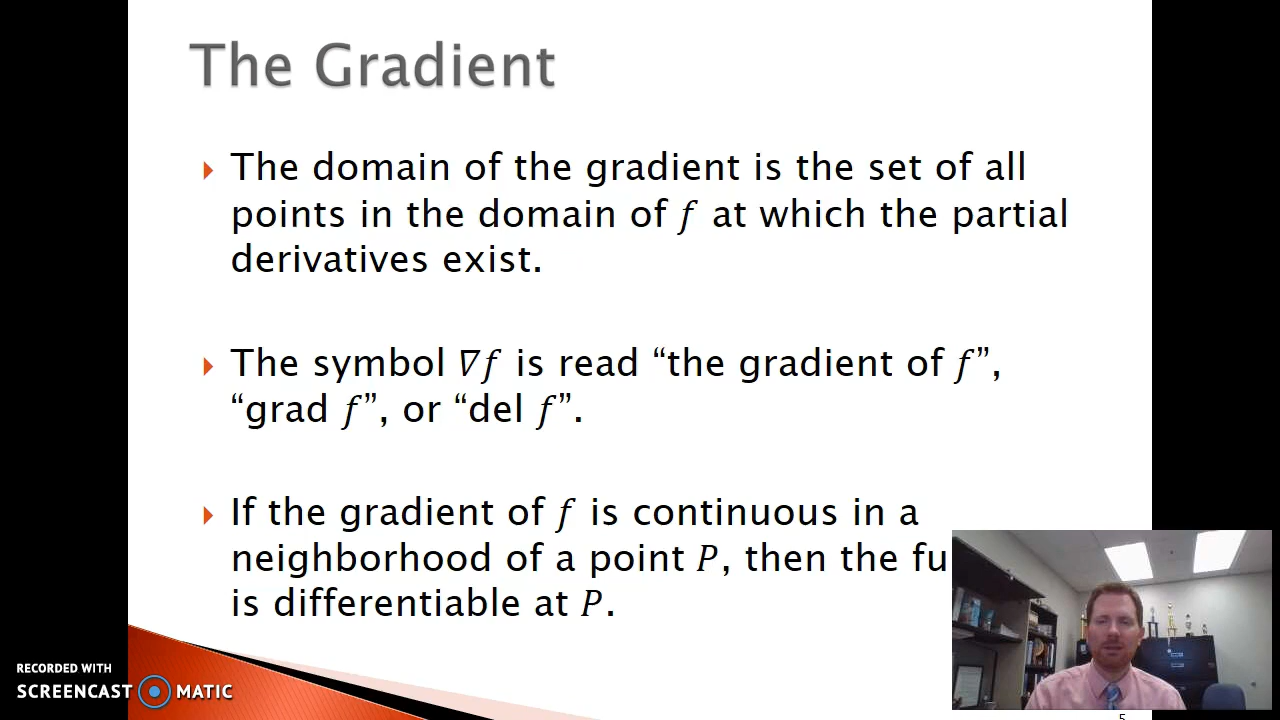 The Gradient
The domain of the gradient is the set of all
points in the domain of f at which the partial
derivatives exist.
The symbol ∇f is read “the gradient of f”,
“grad f”, or “del f”.
If the gradient of f is continuous in a
neighborhood of a point P, then the fu
is differentiable at P.
RECORDED WITH
SCREENCAST MATIC
5